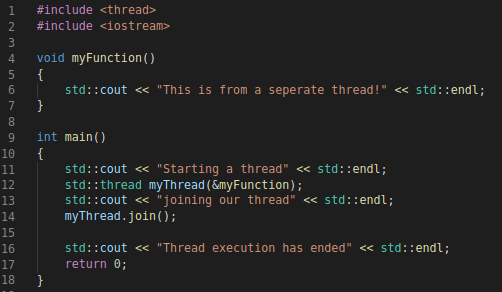 1 #include <thread>
2 #include <iostream>
3
4 void myFunction()
5 {
6 std::cout << "This is from a seperate thread!" << std::endl;
7 }
8
9 int main()
10 {
11 std::cout << "Starting a thread" << std::endl;
12 std::thread myThread(&myFunction);
13 std::cout << "joining our thread" << std::endl;
14 myThread.join();
15
16 std::cout << "Thread execution has ended" << std::endl;
17 return 0;
18 }